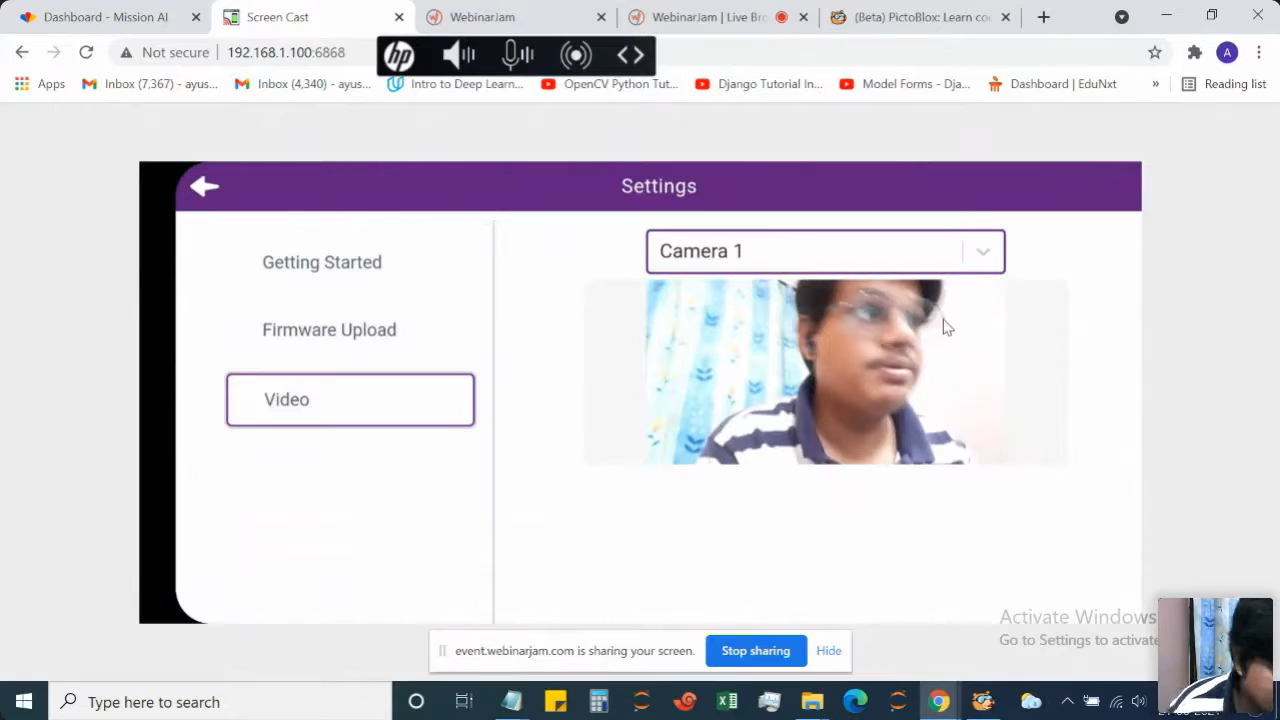 Dashboard - Mission AI
Screen Cast
WebinarJam
WebinarJam | Live Bro
(Beta) PictoBlox: Learn co
Not secure
192.168.1.100:6868
A
hp
Apps
Inbox (7,367) - ayus...
Inbox (4,340) - ayus...
Intro to Deep Learn...
OpenCV Python Tut...
Django Tutorial In...
Model Forms - Dja...
Dashboard | EduNxt
»
Reading list
Settings
Getting Started
Firmware Upload
Video
Camera 1
Activate Windows
Go to Settings to activate
event.webinarjam.com is sharing your screen.
Stop sharing
Hide
Type here to search